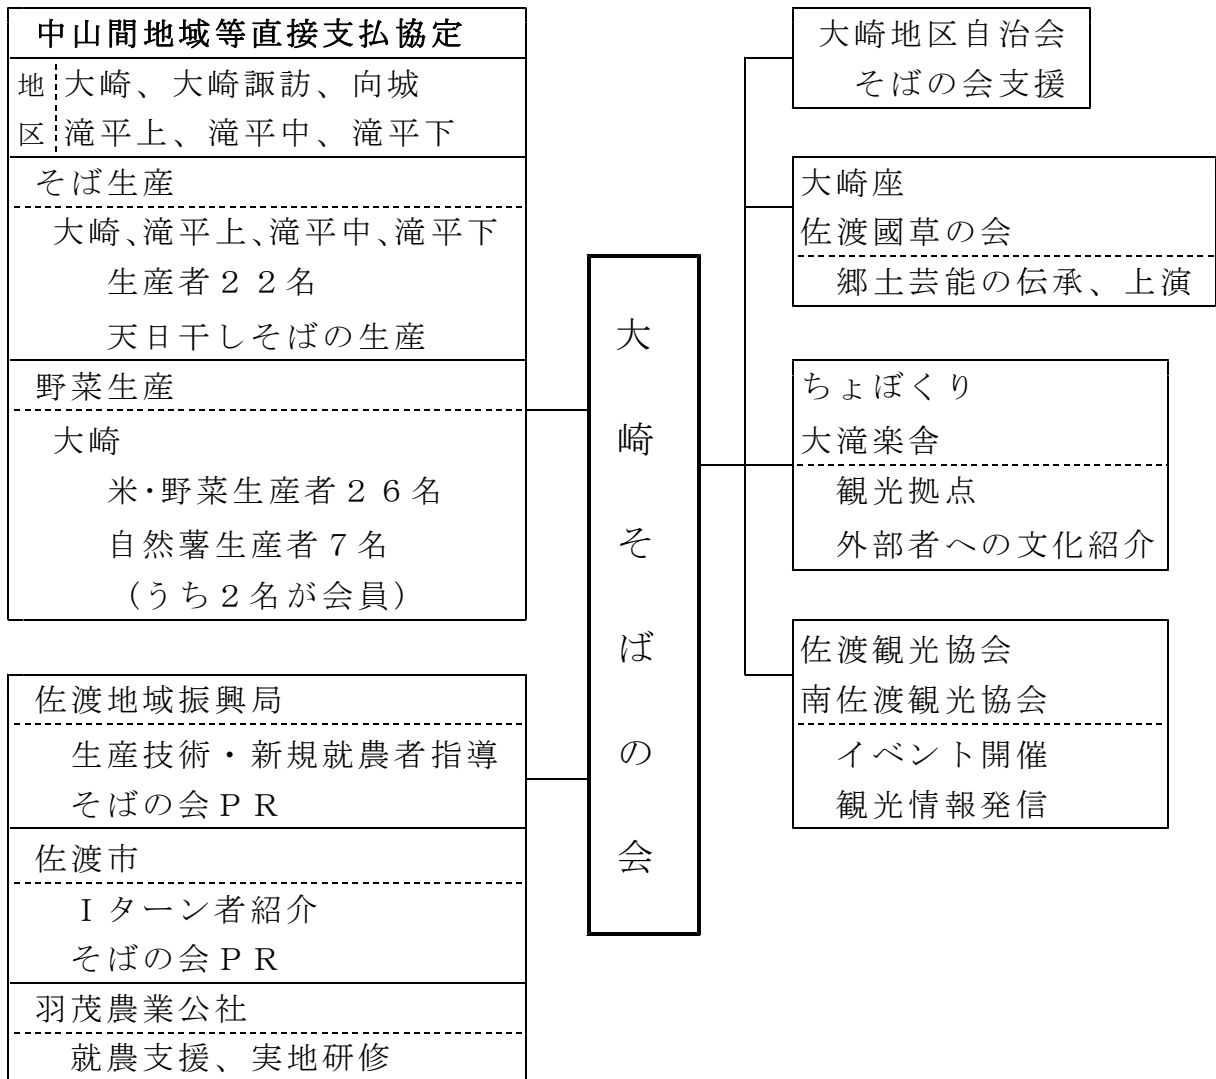 中山間地域等直接支払協定
地区
大崎、大崎諏訪、向城
滝平上、滝平中、滝平下
そば生産
大崎、滝平上、滝平中、滝平下
生産者２２名
天日干しそばの生産
野菜生産
大崎
米・野菜生産者２６名
自然薯生産者７名
（うち２名が会員）
佐渡地域振興局
生産技術・新規就農者指導
そばの会ＰＲ
佐渡市
Ｉターン者紹介
そばの会ＰＲ
羽茂農業公社
就農支援、実地研修
大崎そばの会
大崎地区自治会
そばの会支援
大崎座
佐渡國草の会
郷土芸能の伝承、上演
ちょぼくり
大滝楽舎
観光拠点
外部者への文化紹介
佐渡観光協会
南佐渡観光協会
イベント開催
観光情報発信